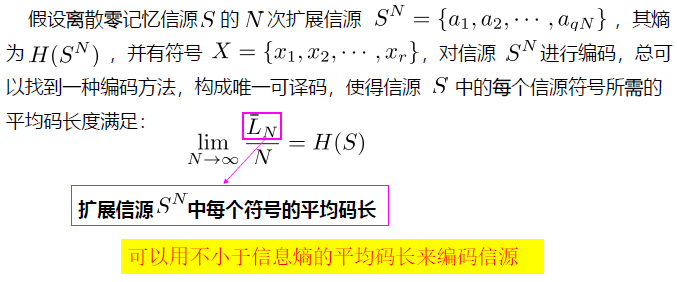 假设离散零记忆信源S 的 N 次扩展信源 S^N = {a_1, a_2, ⋯, a_{qN}} ，其熵
为 H(S^N) ，并有符号 X = {x_1, x_2, ⋯, x_r}，对信源 S^N 进行编码，总可
以找到一种编码方法，构成唯一可译码，使得信源 S 中的每个信源符号所需的
平均码长度满足：
lim_{N→∞} \bar{L}_N / N = H(S)
扩展信源S^N中每个符号的平均码长
可以用不小于信息熵的平均码长来编码信源